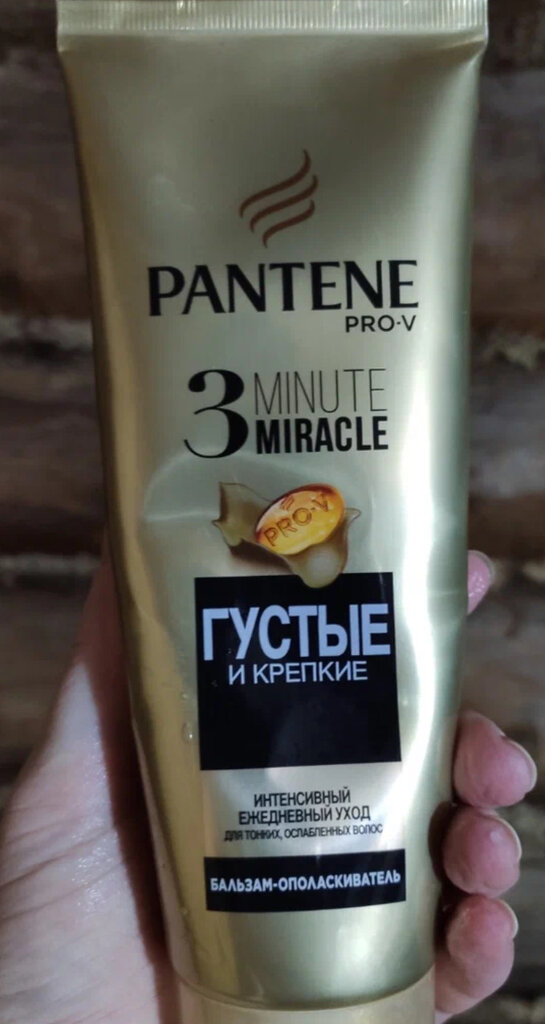 PANTENE
PRO-V
3 MINUTE
MIRACLE
PRO-V
ГУСТЫЕ
И КРЕПКИЕ
ИНТЕНСИВНЫЙ
ЕЖЕДНЕВНЫЙ УХОД
ДЛЯ ТОНКИХ, ОСЛАБЛЕННЫХ ВОЛОС
БАЛЬЗАМ-ОПОЛАСКИВАТЕЛЬ